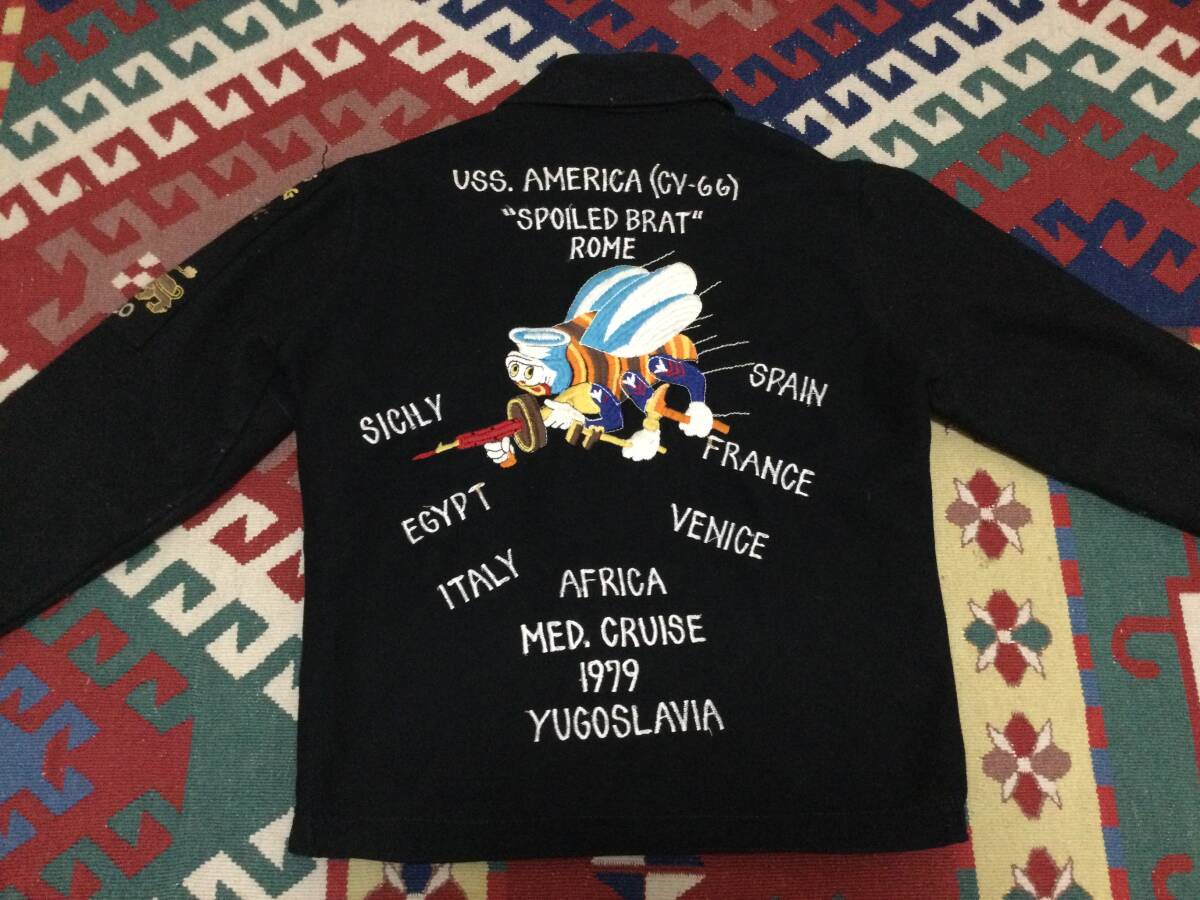 USS. AMERICA (CV-66)
"SPOILED BRAT"
ROME
SPAIN
SICILY
FRANCE
EGYPT
VENICE
ITALY
AFRICA
MED. CRUISE
1979
YUGOSLAVIA